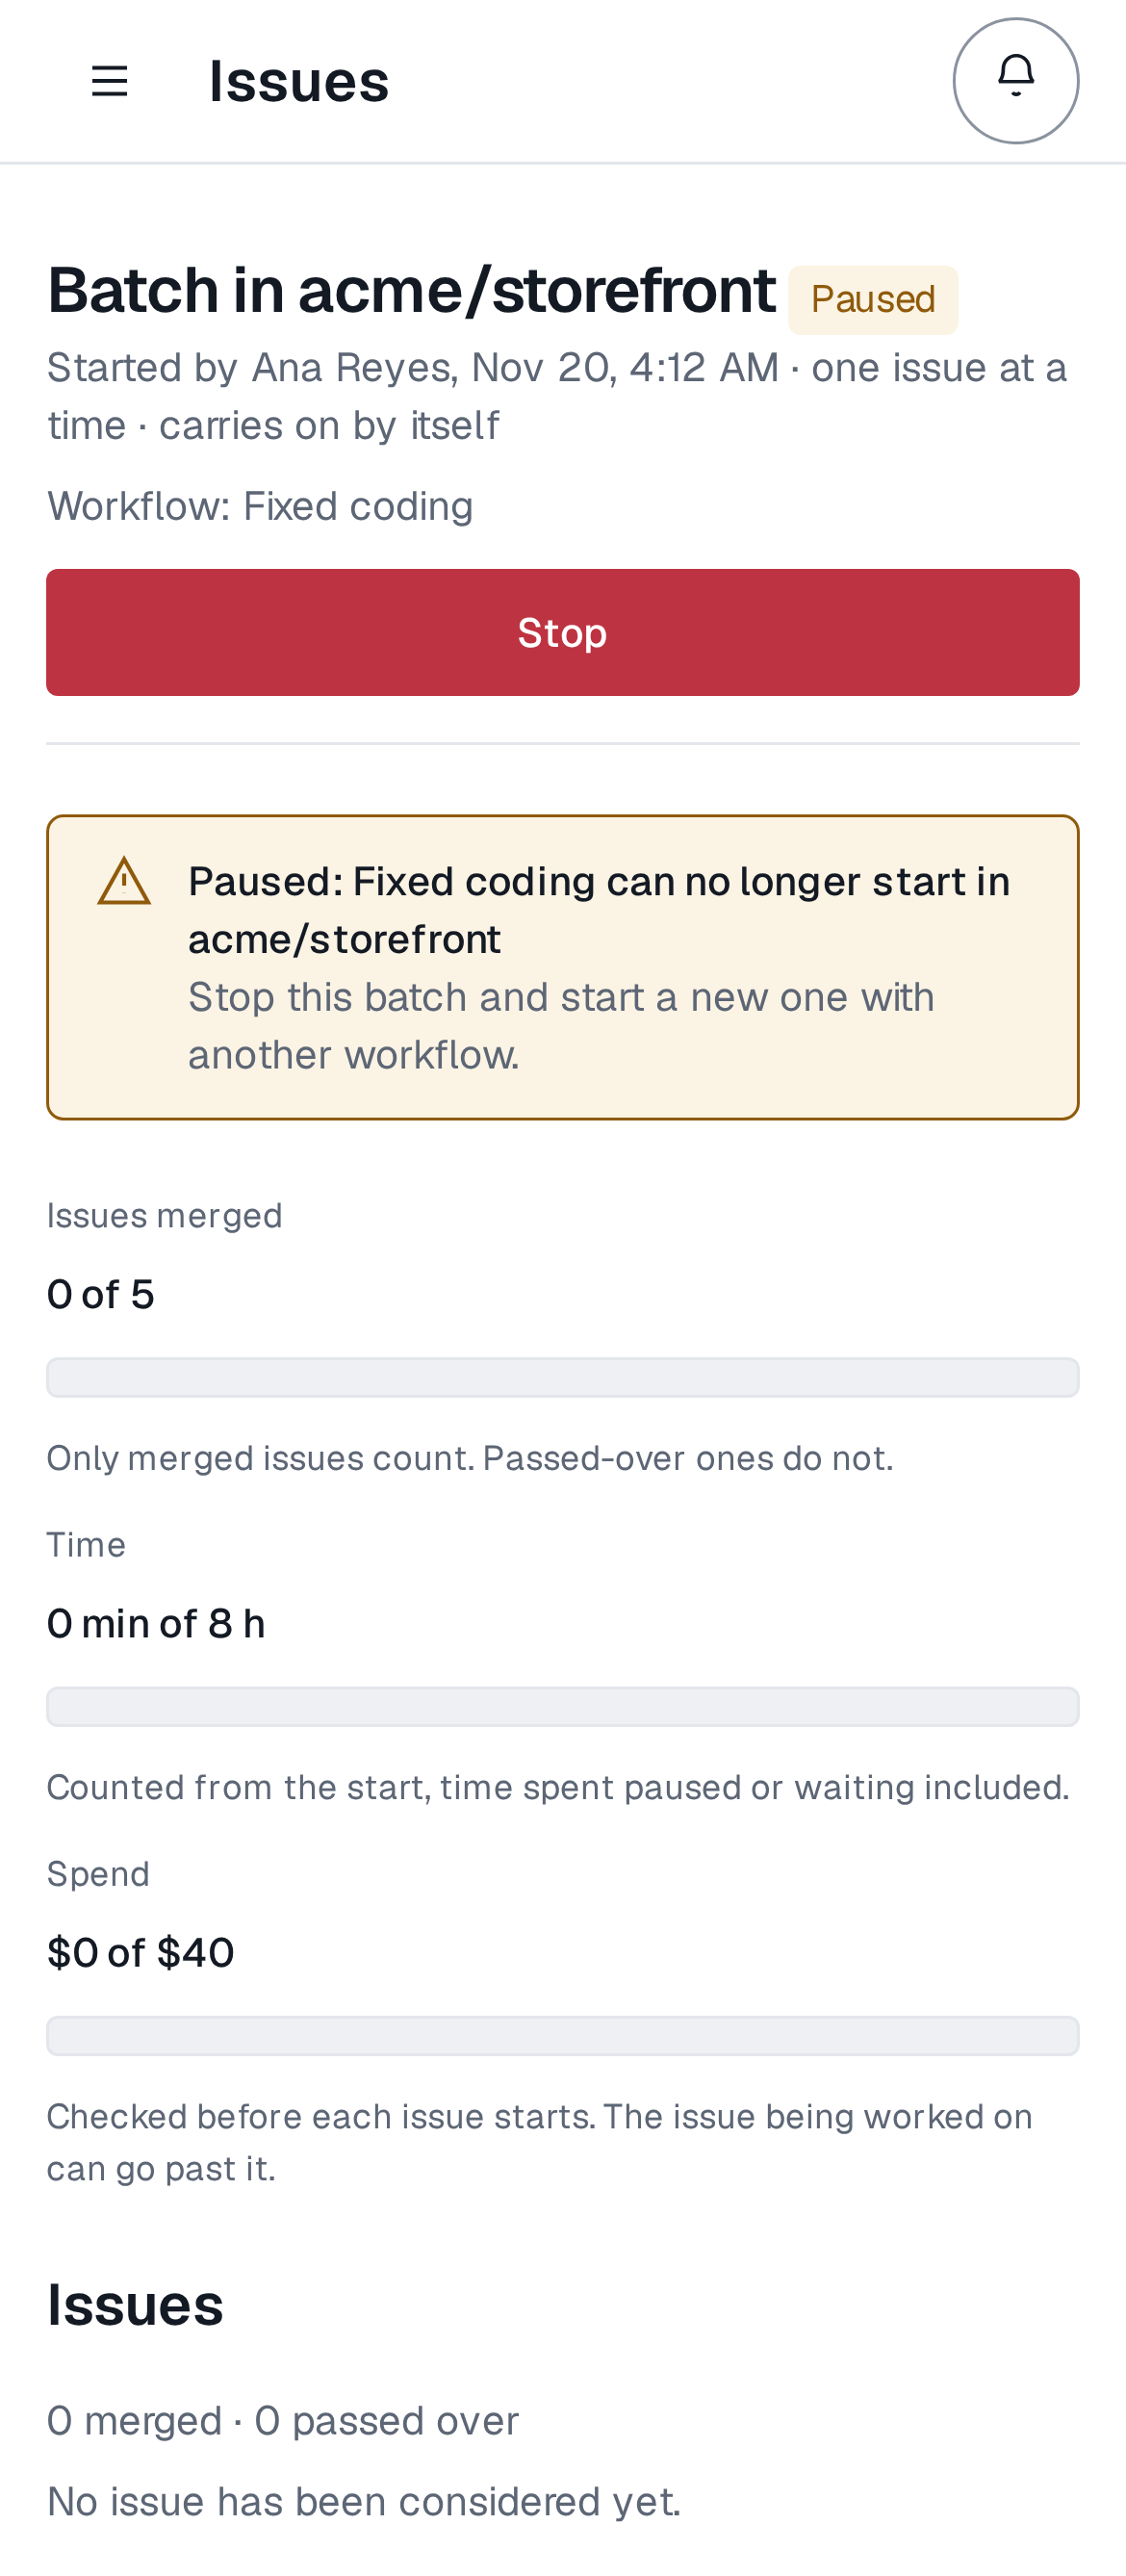 Issues
Batch in acme/storefront Paused
Started by Ana Reyes, Nov 20, 4:12 AM · one issue at a
time · carries on by itself
Workflow: Fixed coding
Stop
Paused: Fixed coding can no longer start in
acme/storefront
Stop this batch and start a new one with
another workflow.
Issues merged
0 of 5
Only merged issues count. Passed-over ones do not.
Time
0 min of 8 h
Counted from the start, time spent paused or waiting included.
Spend
$0 of $40
Checked before each issue starts. The issue being worked on
can go past it.
Issues
0 merged · 0 passed over
No issue has been considered yet.